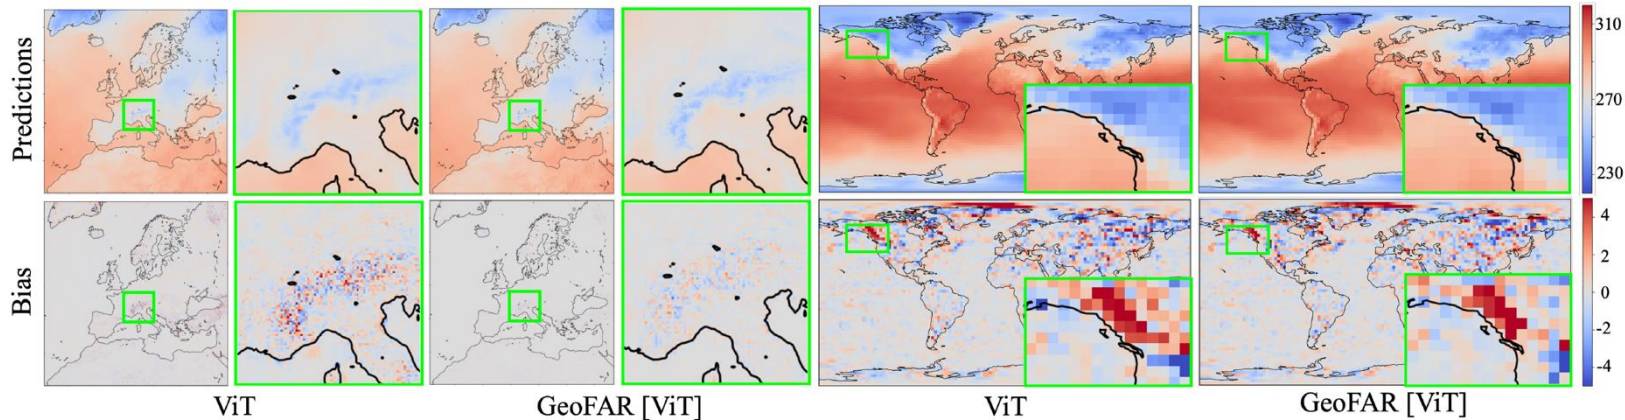 Predictions
310
270
230
Bias
4
2
0
-2
-4
ViT
GeoFAR [ViT]
ViT
GeoFAR [ViT]